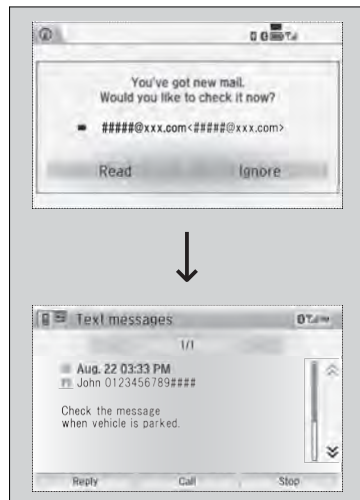 You've got new mail.
Would you like to check it now?
#####@xxx.com<#####@xxx.com>
Read Ignore
Text messages
1/1
Aug. 22 03:33 PM
John 0123456789####
Check the message
when vehicle is parked.
Reply Call Stop